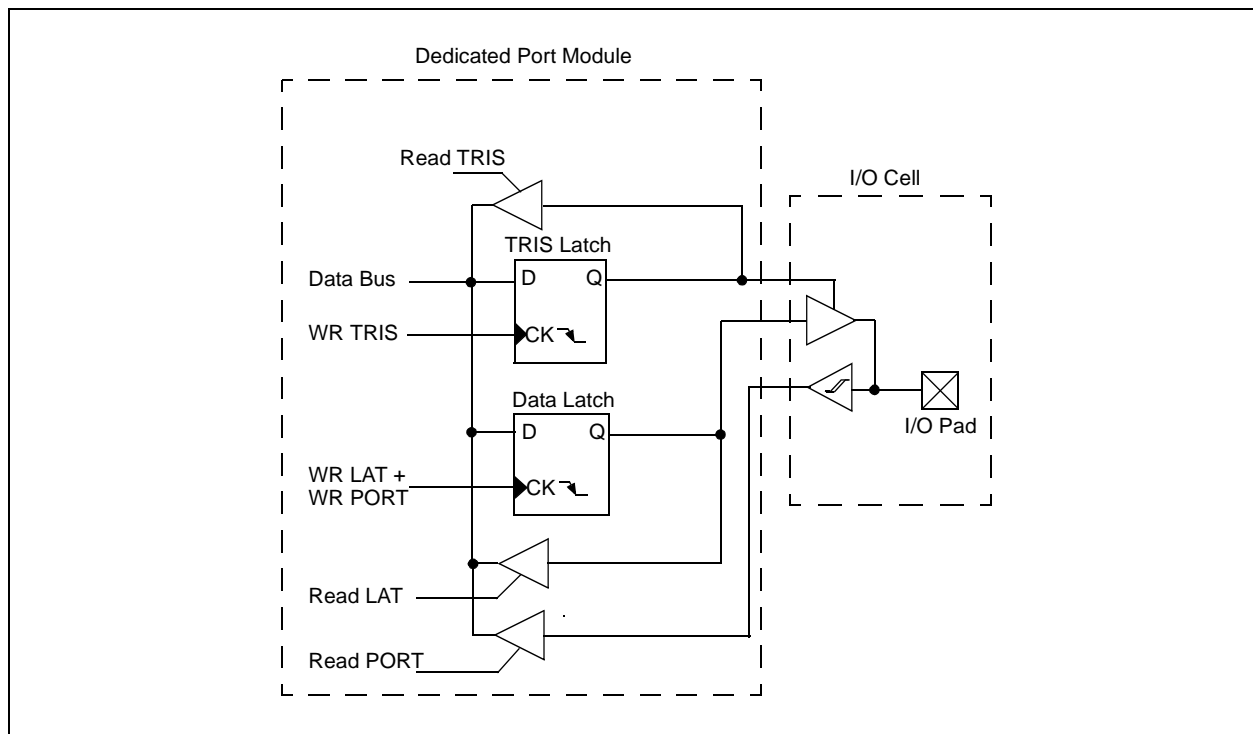 Dedicated Port Module
Read TRIS
I/O Cell
TRIS Latch
Data Bus
D
Q
WR TRIS
CK
I/O Pad
Data Latch
D
Q
WR LAT +
WR PORT
CK
Read LAT
Read PORT